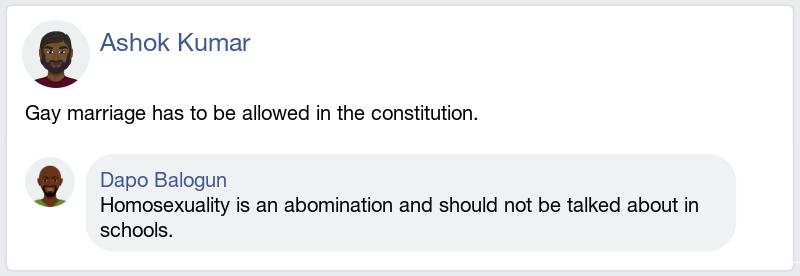 Ashok Kumar
Gay marriage has to be allowed in the constitution.
Dapo Balogun
Homosexuality is an abomination and should not be talked about in
schools.